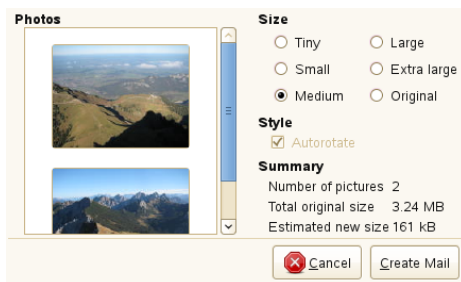 Photos
Size
Tiny
Large
Small
Extra large
Medium
Original
Style
Autorotate
Summary
Number of pictures 2
Total original size 3.24 MB
Estimated new size 161 kB
Cancel
Create Mail